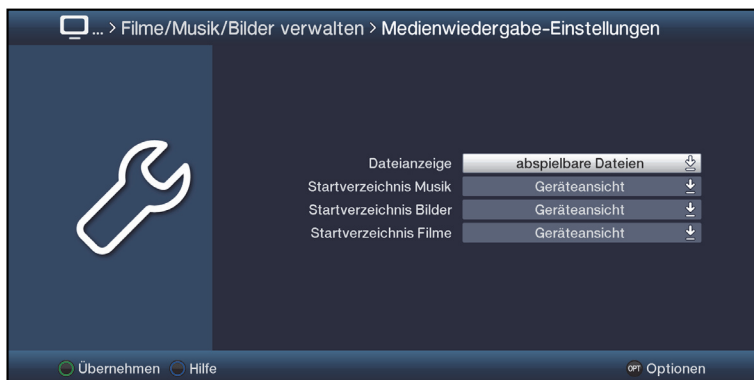 ... > Filme/Musik/Bilder verwalten > Medienwiedergabe-Einstellungen
Dateianzeige abspielbare Dateien
Startverzeichnis Musik Geräteansicht
Startverzeichnis Bilder Geräteansicht
Startverzeichnis Filme Geräteansicht
Übernehmen Hilfe OPT Optionen